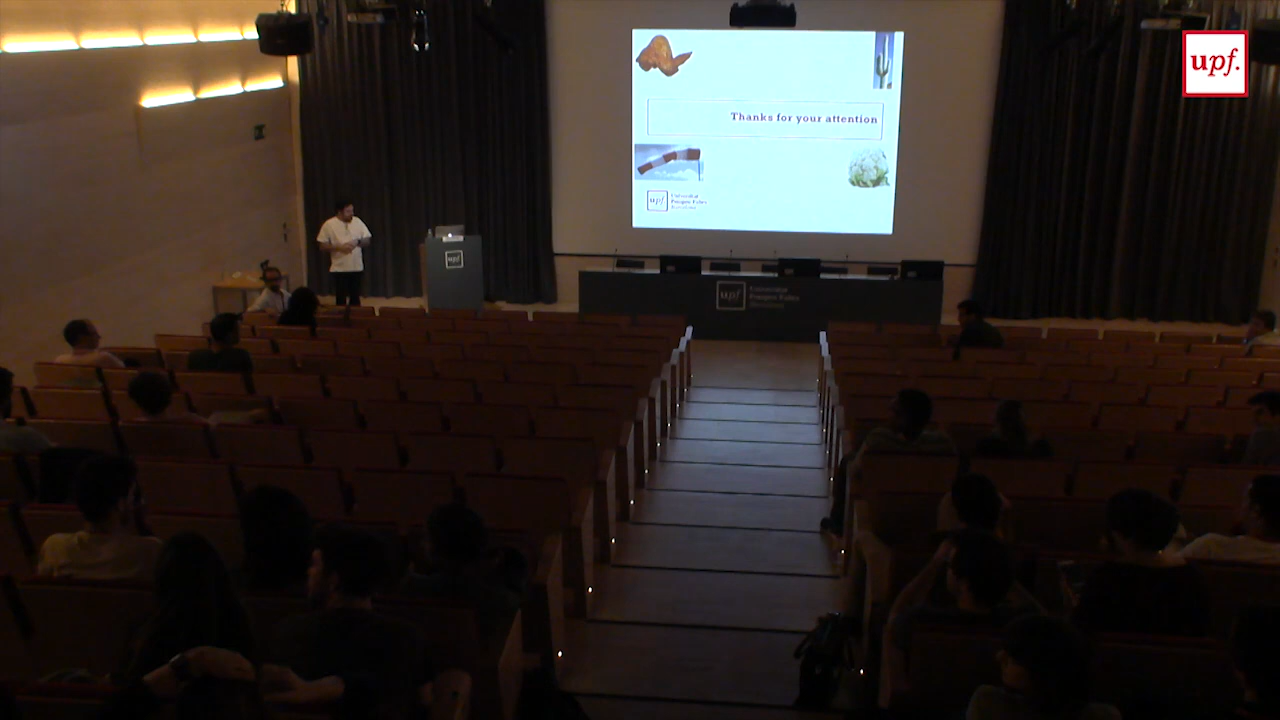 upf.
Thanks for your attention
upf.
Universitat
Pompeu Fabra
Barcelona
upf.
upf.
Universitat
Pompeu Fabra